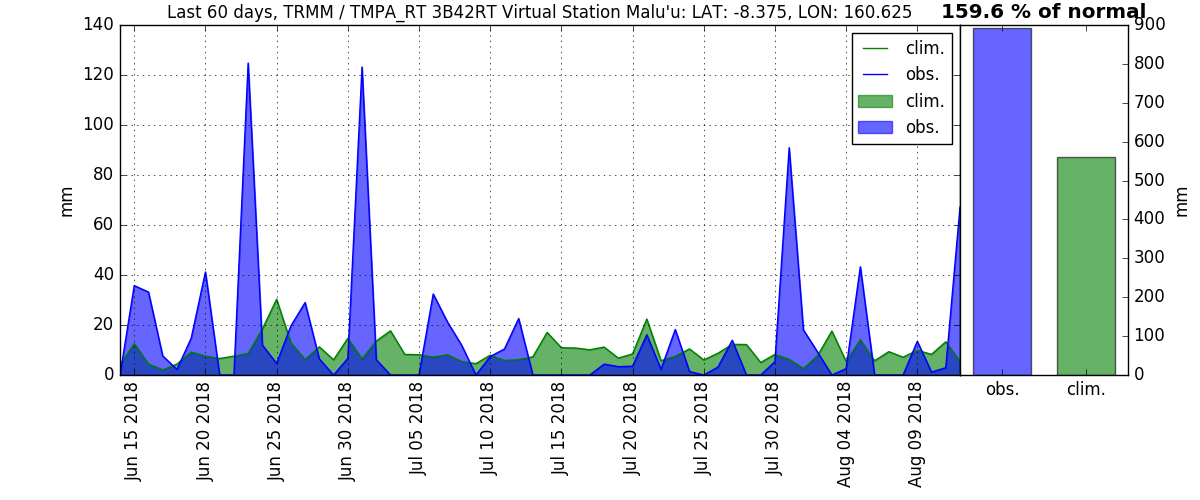 Last 60 days, TRMM / TMPA_RT 3B42RT Virtual Station Malu'u: LAT: -8.375, LON: 160.625
159.6 % of normal
mm
140
120
100
80
60
40
20
0
clim.
obs.
clim.
obs.
Jun 15 2018
Jun 20 2018
Jun 25 2018
Jun 30 2018
Jul 05 2018
Jul 10 2018
Jul 15 2018
Jul 20 2018
Jul 25 2018
Jul 30 2018
Aug 04 2018
Aug 09 2018
900
800
700
600
500
400
300
200
100
0
mm
obs.
clim.